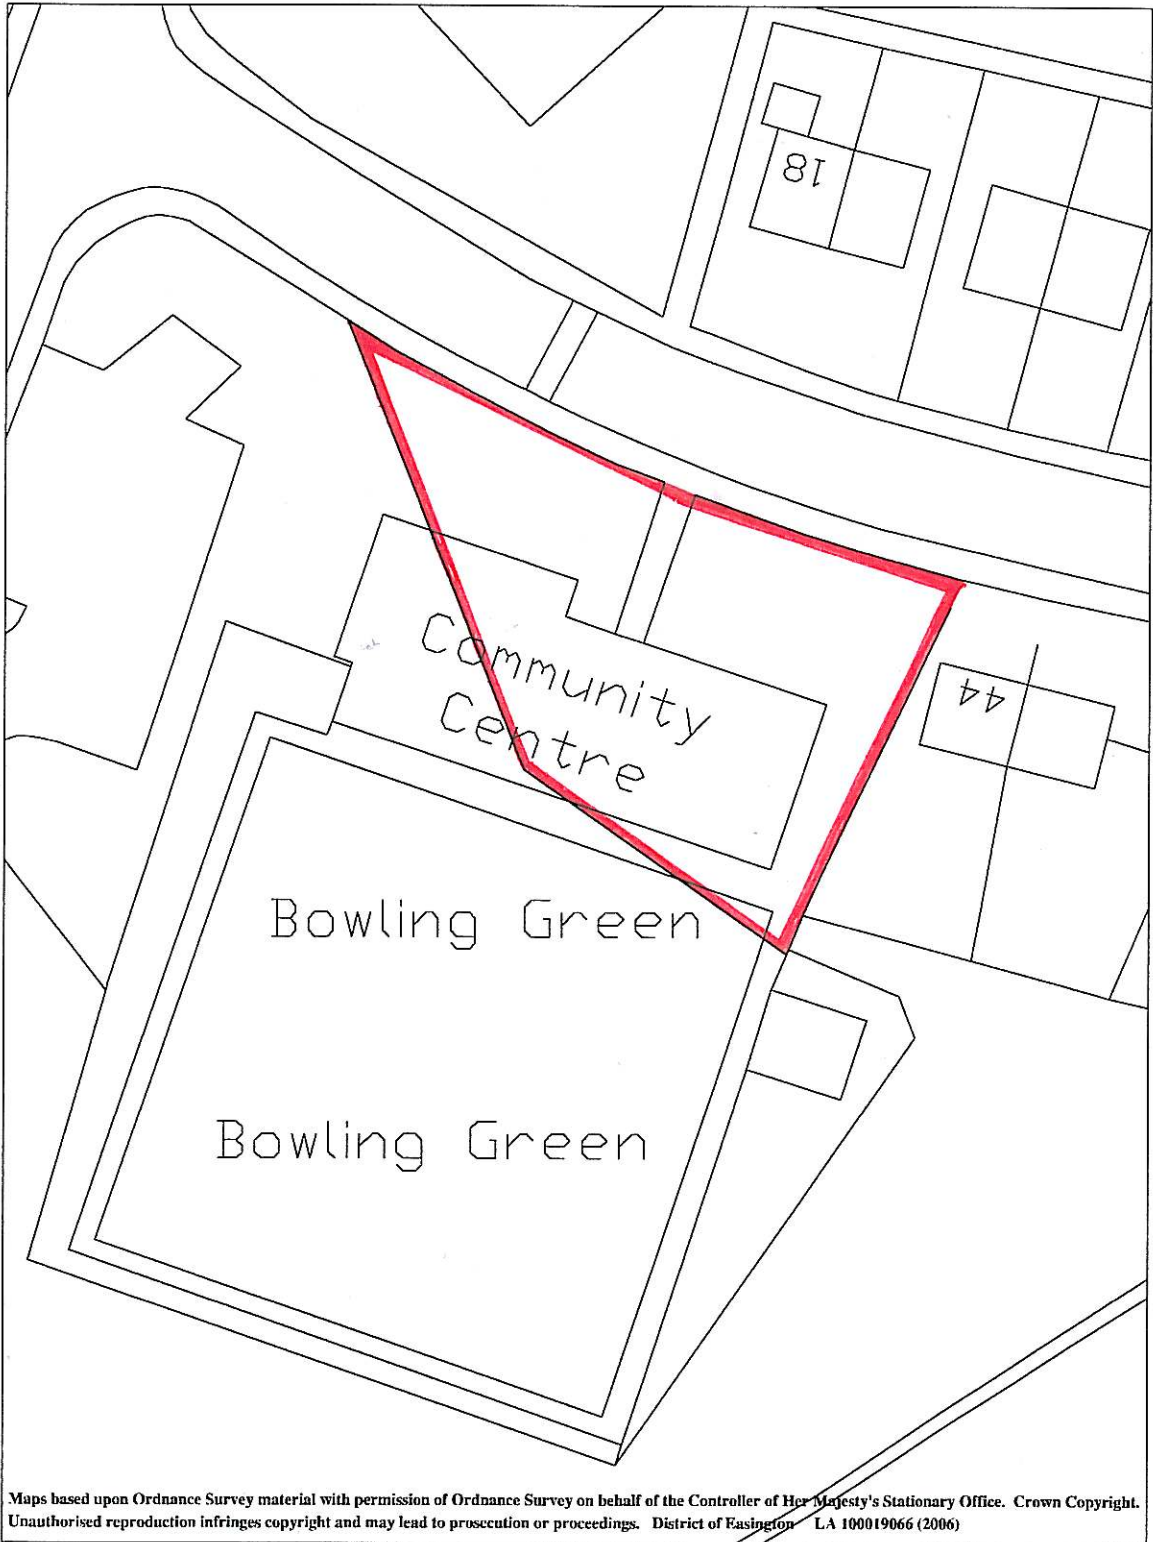 18
Community
Centre
44
Bowling Green
Bowling Green
Maps based upon Ordnance Survey material with permission of Ordnance Survey on behalf of the Controller of Her Majesty's Stationary Office. Crown Copyright.
Unauthorised reproduction infringes copyright and may lead to prosecution or proceedings. District of Easington LA 100019066 (2006)